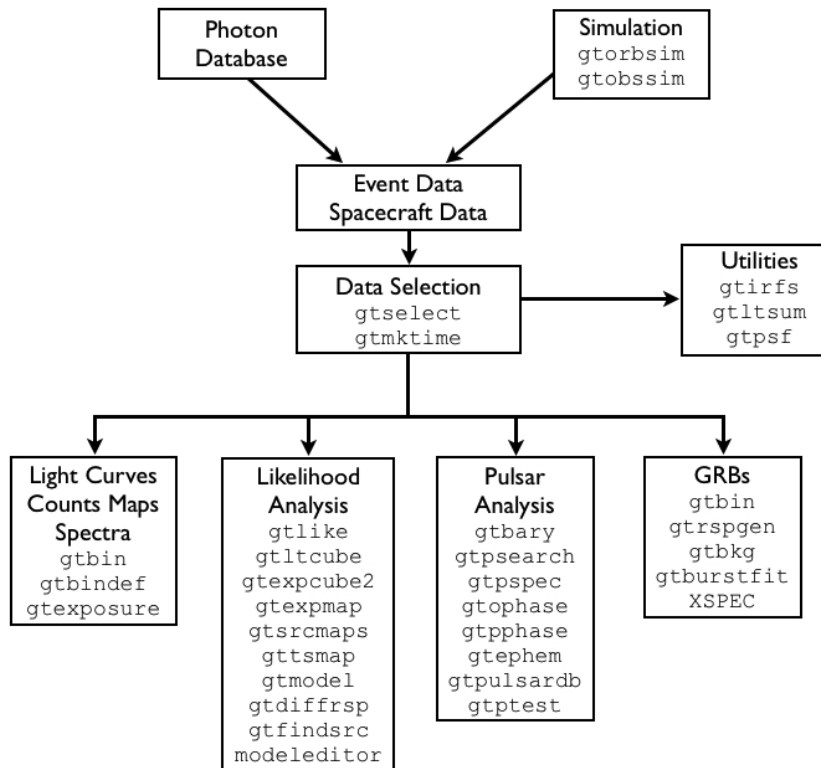 Photon
Database
Simulation
gtorbsim
gtobssim
Event Data
Spacecraft Data
Data Selection
gtselect
gtmktime
Utilities
gtirfs
gtltsum
gtpsf
Light Curves
Counts Maps
Spectra
gtbin
gtbindef
gtexposure
Likelihood
Analysis
gtlike
gtltcube
gtexpcube2
gtexpmap
gtsrcmaps
gttsmap
gtmodel
gtdiffrsp
gtfindsrc
modeleditor
Pulsar
Analysis
gtbary
gtpsearch
gtpspec
gtophase
gtpphase
gtephem
gtpulsardb
gtptest
GRBs
gtbin
gtrspgen
gtbkg
gtburstfit
XSPEC